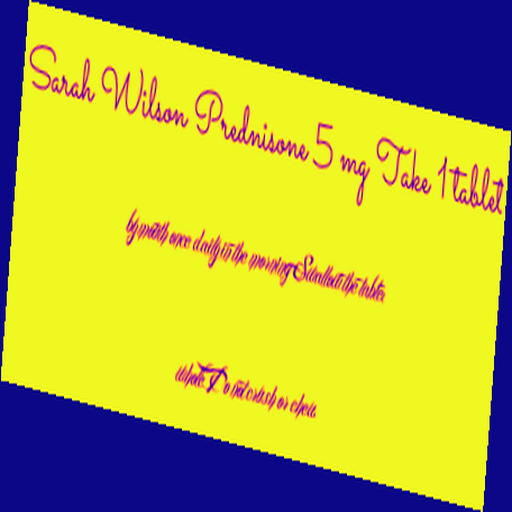 Sarah Wilson Prednisone 5 mg Take 1 tablet
by mouth once daily in the morning Swallow the tablet
whole. Do not crush or chew.